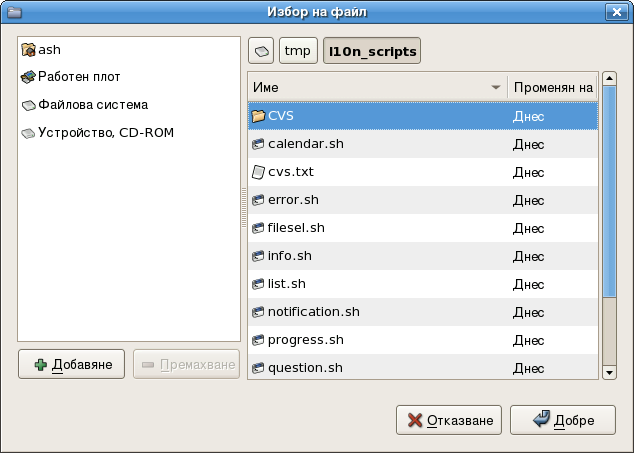 Избор на файл
ash
Работен плот
Файлова система
Устройство, CD-ROM
Добавяне
Премахване
tmp
l10n_scripts
Име Променян на
CVS Днес
calendar.sh Днес
cvs.txt Днес
error.sh Днес
filesel.sh Днес
info.sh Днес
list.sh Днес
notification.sh Днес
progress.sh Днес
question.sh Днес
Отказване
Добре